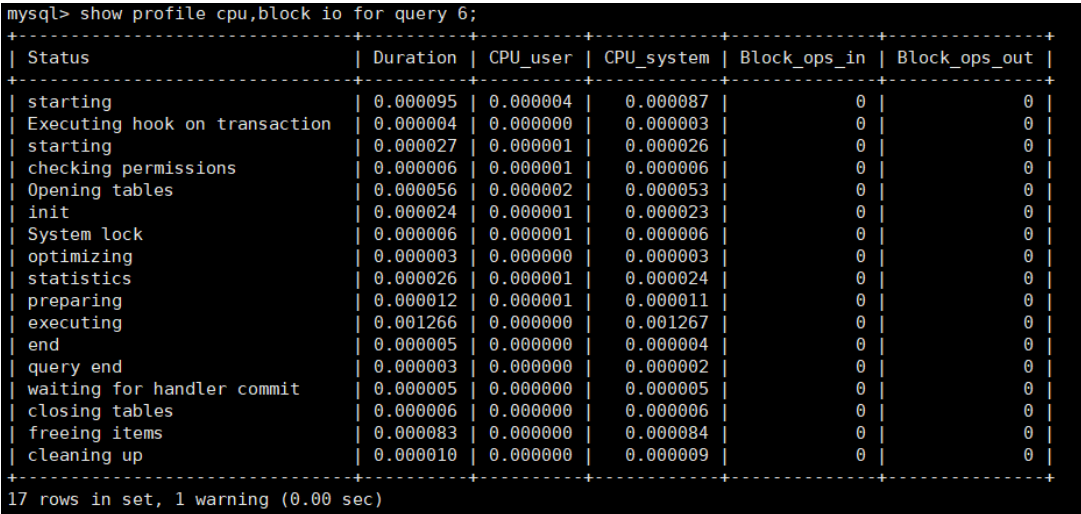 mysql> show profile cpu,block io for query 6;
+--------------------------------+----------+----------+------------+--------------+---------------+
| Status                         | Duration | CPU_user | CPU_system | Block_ops_in | Block_ops_out |
+--------------------------------+----------+----------+------------+--------------+---------------+
| starting                       | 0.000095 | 0.000004 |   0.000087 |            0 |             0 |
| Executing hook on transaction  | 0.000004 | 0.000000 |   0.000003 |            0 |             0 |
| starting                       | 0.000027 | 0.000001 |   0.000026 |            0 |             0 |
| checking permissions           | 0.000006 | 0.000001 |   0.000006 |            0 |             0 |
| Opening tables                 | 0.000056 | 0.000002 |   0.000053 |            0 |             0 |
| init                           | 0.000024 | 0.000001 |   0.000023 |            0 |             0 |
| System lock                    | 0.000006 | 0.000001 |   0.000006 |            0 |             0 |
| optimizing                     | 0.000003 | 0.000000 |   0.000003 |            0 |             0 |
| statistics                     | 0.000026 | 0.000001 |   0.000024 |            0 |             0 |
| preparing                      | 0.000012 | 0.000001 |   0.000011 |            0 |             0 |
| executing                      | 0.001266 | 0.000000 |   0.001267 |            0 |             0 |
| end                            | 0.000005 | 0.000000 |   0.000004 |            0 |             0 |
| query end                      | 0.000003 | 0.000000 |   0.000002 |            0 |             0 |
| waiting for handler commit     | 0.000005 | 0.000000 |   0.000005 |            0 |             0 |
| closing tables                 | 0.000006 | 0.000000 |   0.000006 |            0 |             0 |
| freeing items                  | 0.000083 | 0.000000 |   0.000084 |            0 |             0 |
| cleaning up                    | 0.000010 | 0.000000 |   0.000009 |            0 |             0 |
+--------------------------------+----------+----------+------------+--------------+---------------+
17 rows in set, 1 warning (0.00 sec)